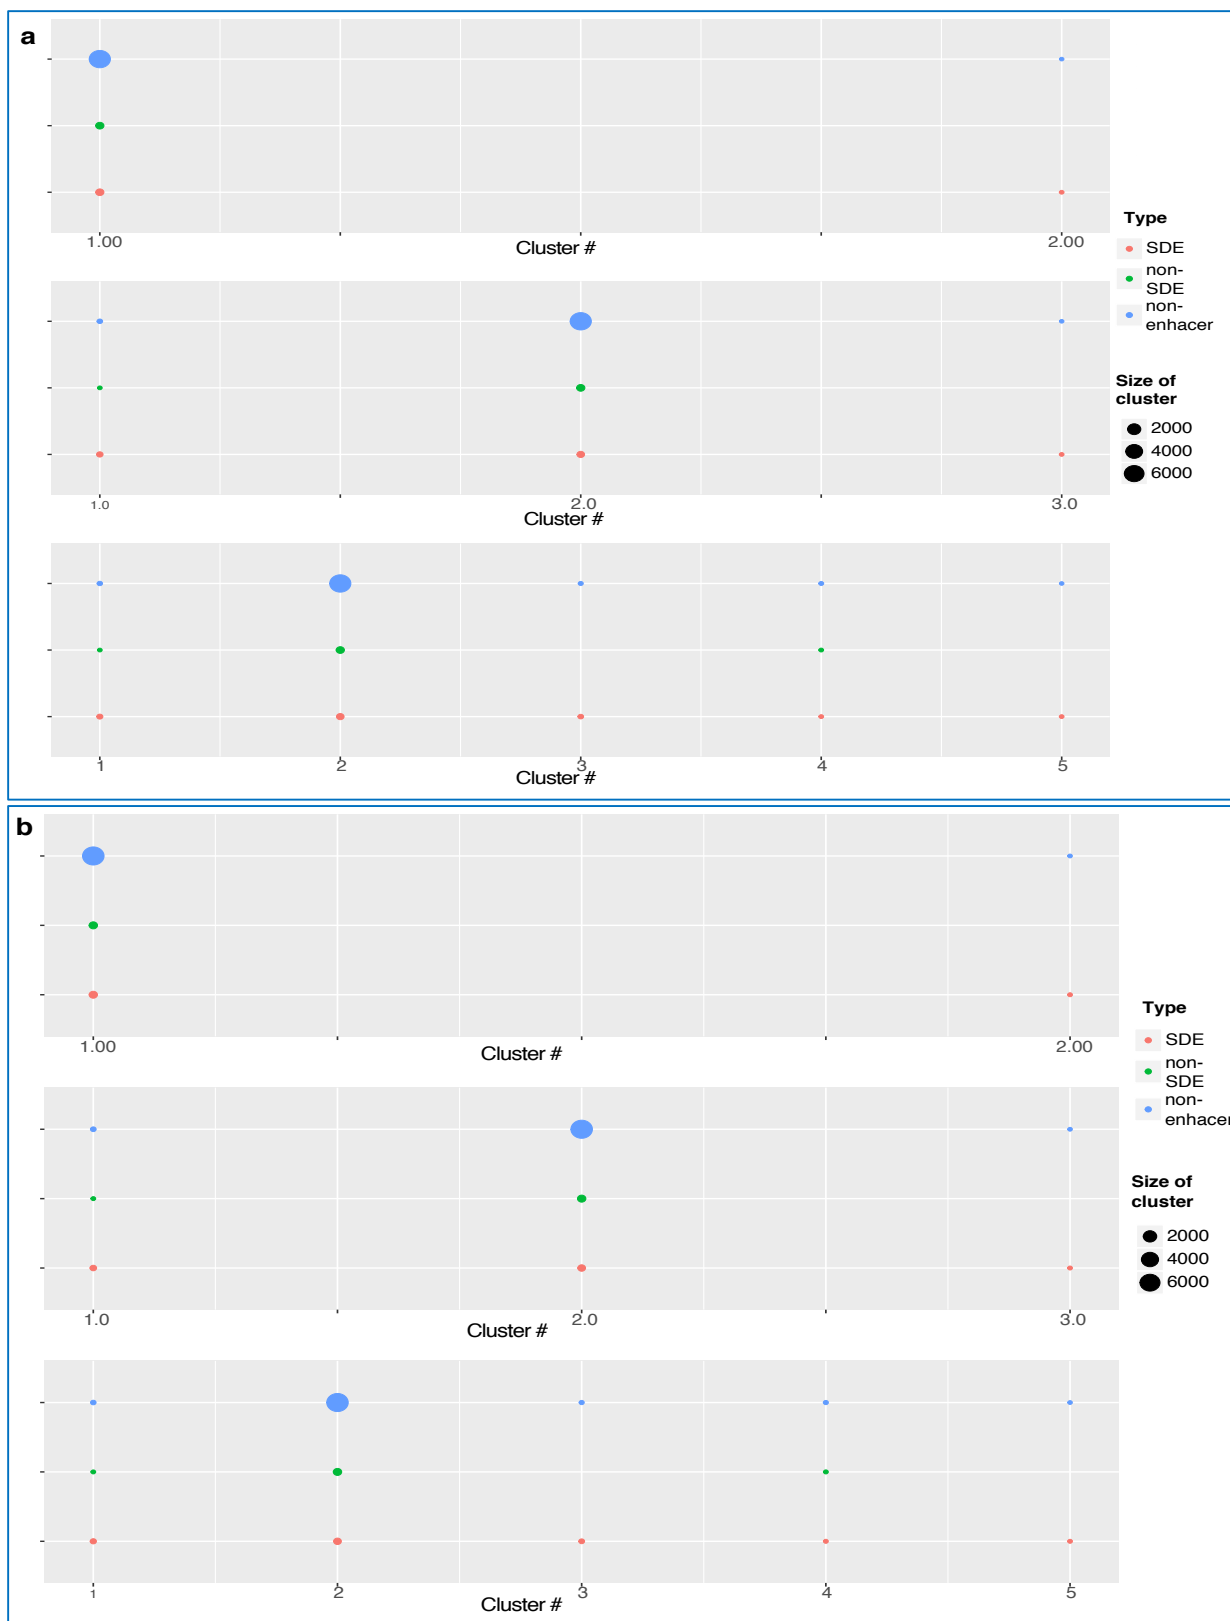 a
1.00
2.00
Cluster #
Type
SDE
non-
SDE
non-
enhacer
1.0
2.0
3.0
Cluster #
Size of
cluster
2000
4000
6000
1
2
3
4
5
Cluster #
b
1.00
2.00
Cluster #
Type
SDE
non-
SDE
non-
enhacer
1.0
2.0
3.0
Cluster #
Size of
cluster
2000
4000
6000
1
2
3
4
5
Cluster #